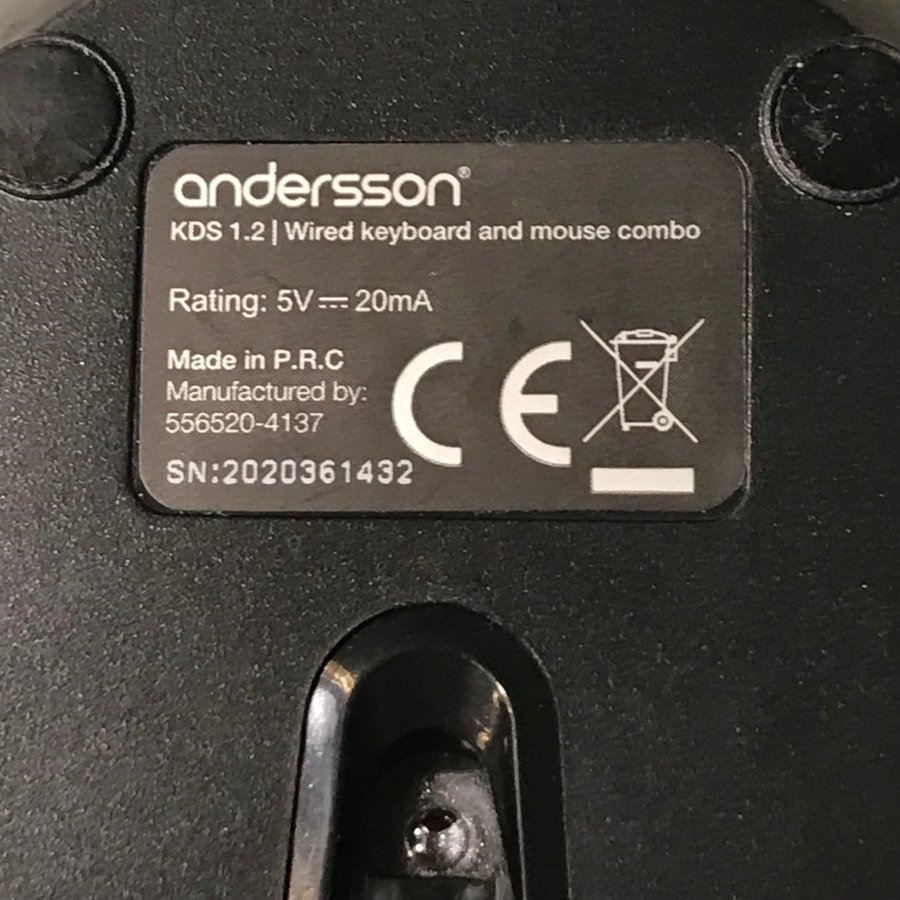 andersson®
KDS 1.2 | Wired keyboard and mouse combo
Rating: 5V⎓20mA
Made in P.R.C
Manufactured by:
556520-4137
SN:2020361432
CE